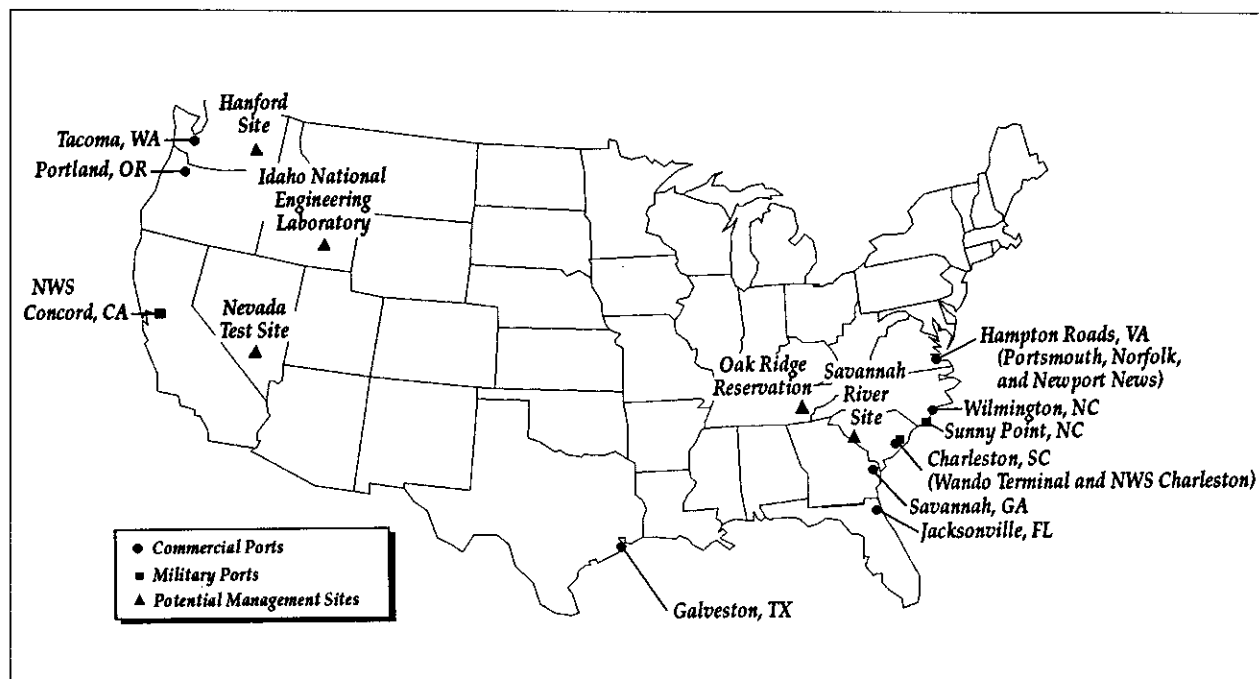 Hanford
Site
Tacoma, WA
Portland, OR
Idaho National
Engineering
Laboratory
NWS
Concord, CA
Nevada
Test Site
Oak Ridge
Reservation
Savannah
River
Site
Hampton Roads, VA
(Portsmouth, Norfolk,
and Newport News)
Wilmington, NC
Sunny Point, NC
Charleston, SC
(Wando Terminal and NWS Charleston)
Savannah, GA
Jacksonville, FL
Galveston, TX
Commercial Ports
Military Ports
Potential Management Sites